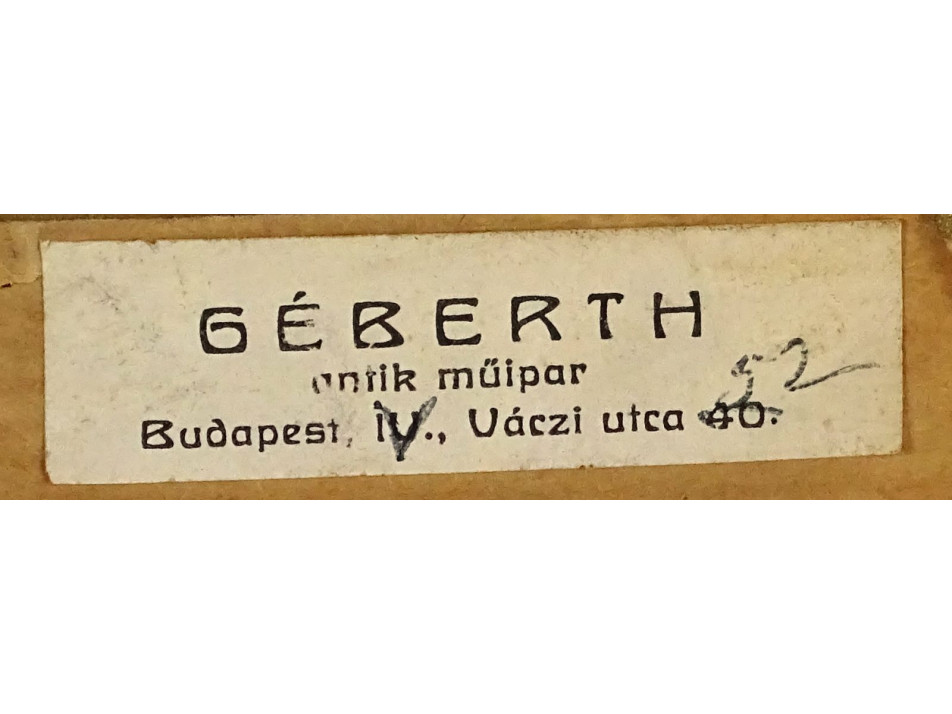 GÉBERTH
antik műipar
Budapest, IV., Váczi utca 40. 52